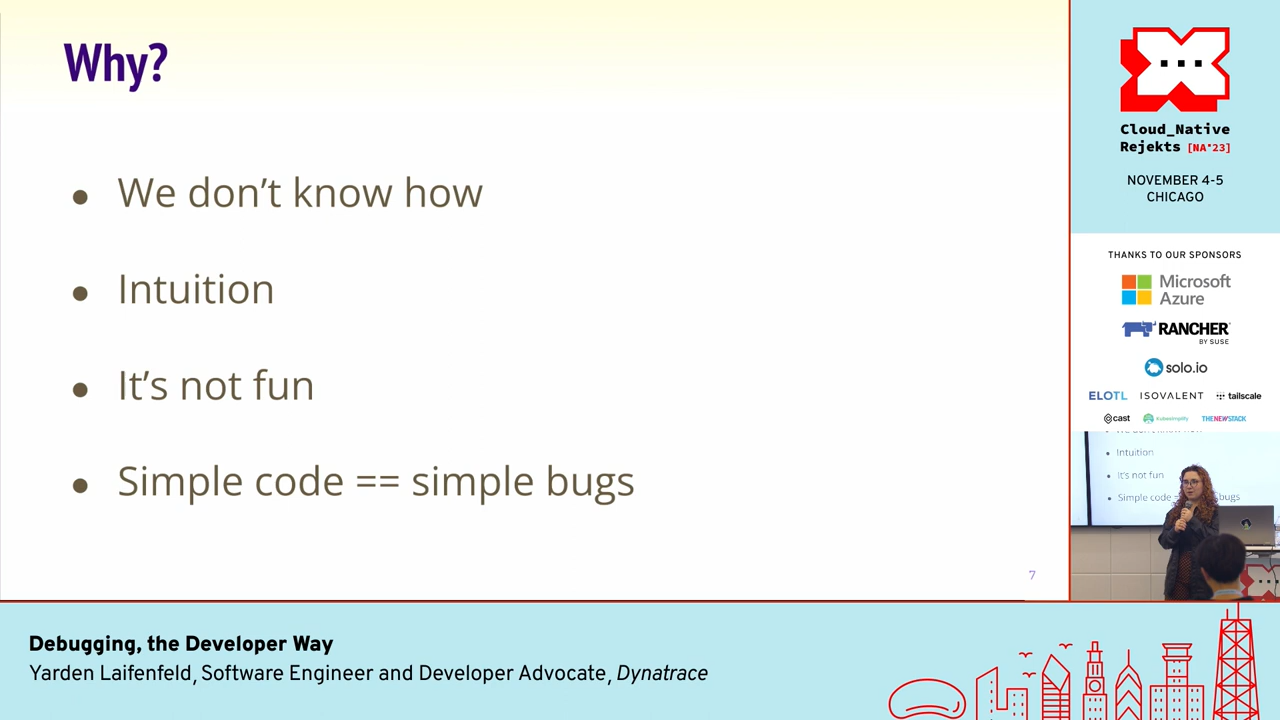 Why?
• We don’t know how
• Intuition
• It’s not fun
• Simple code == simple bugs
7
Cloud_Native
Rejekts [NA'23]
NOVEMBER 4-5
CHICAGO
THANKS TO OUR SPONSORS
Microsoft
Azure
RANCHER
BY SUSE
solo.io
ELOTL ISOVALENT tailscale
cast kubesimplify THENEWSTACK
• Intuition
• It's not fun
• Simple code bugs
Debugging, the Developer Way
Yarden Laifenfeld, Software Engineer and Developer Advocate, Dynatrace